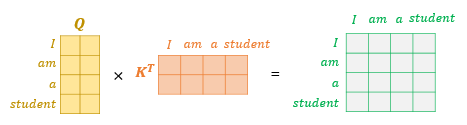 Q
I
am
a
student
×
K^T
I am a student
=
I am a student
I
am
a
student